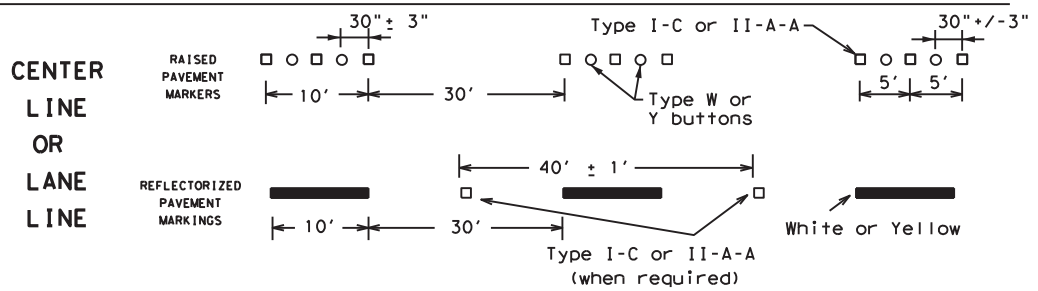 30"± 3"
Type I-C or II-A-A
30"+/-3"
CENTER
LINE
OR
LANE
LINE
RAISED
PAVEMENT
MARKERS
10'
30'
5'
5'
Type W or
Y buttons
40' ± 1'
REFLECTORIZED
PAVEMENT
MARKINGS
10'
30'
Type I-C or II-A-A
(when required)
White or Yellow